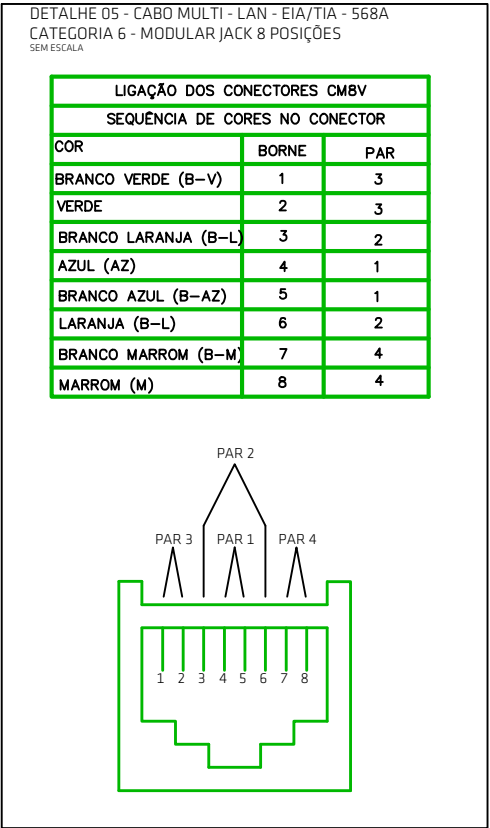 DETALHE 05 - CABO MULTI - LAN - EIA/TIA - 568A
CATEGORIA 6 - MODULAR JACK 8 POSIÇÕES
SEM ESCALA
LIGAÇÃO DOS CONECTORES CM8V
SEQUÊNCIA DE CORES NO CONECTOR
COR BORNE PAR
BRANCO VERDE (B-V) 1 3
VERDE 2 3
BRANCO LARANJA (B-L) 3 2
AZUL (AZ) 4 1
BRANCO AZUL (B-AZ) 5 1
LARANJA (B-L) 6 2
BRANCO MARROM (B-M) 7 4
MARROM (M) 8 4
PAR 2
PAR 3 PAR 1 PAR 4
1 2 3 4 5 6 7 8